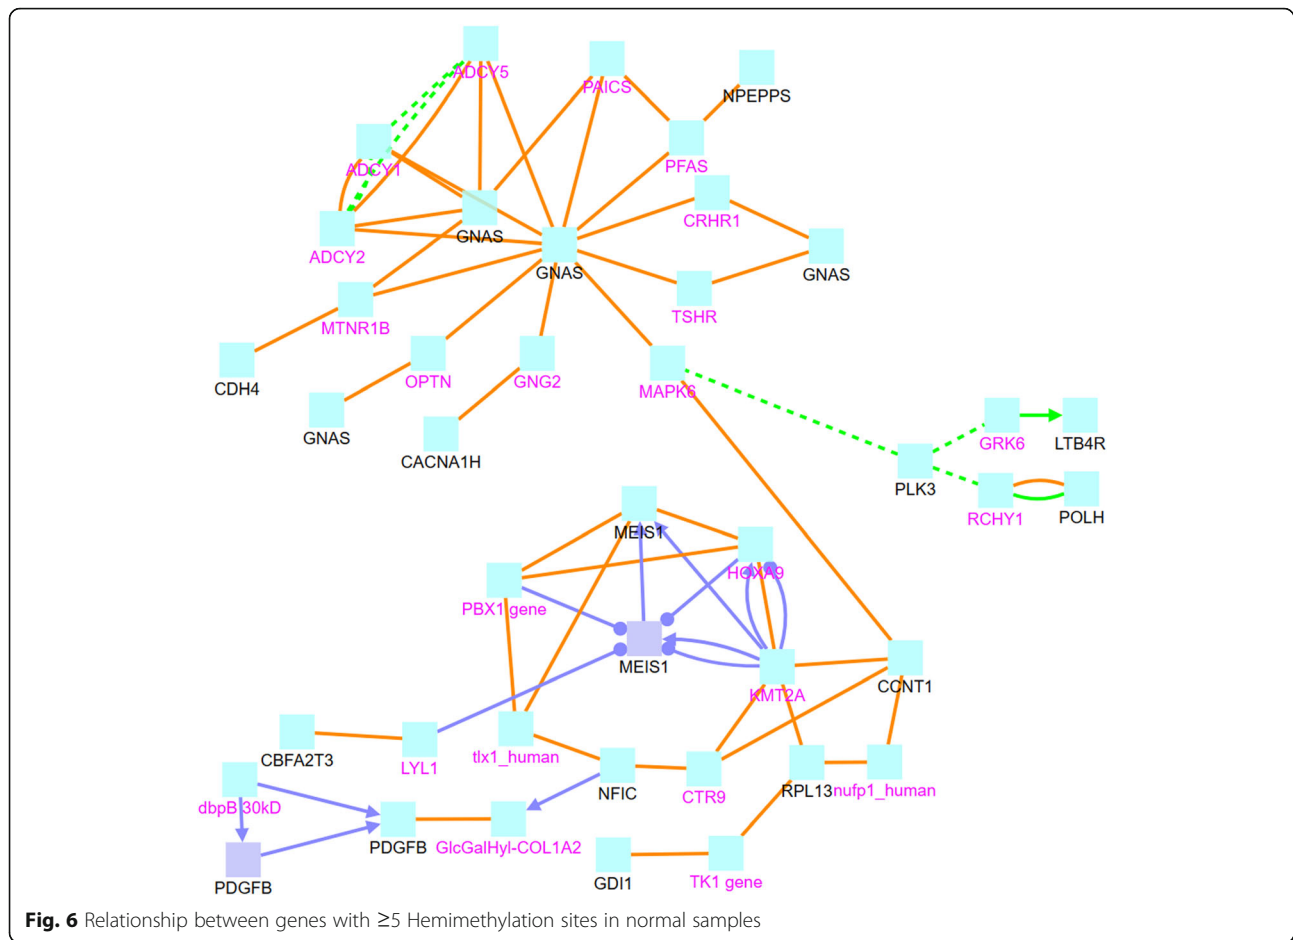 ADCY5
PAICS
NPEPPS
ADCY1
PFAS
CRHR1
GNAS
ADCY2
GNAS
GNAS
TSHR
MTNR1B
CDH4
OPTN
GNG2
MAPK6
GNAS
CACNA1H
GRK6
LTB4R
PLK3
RCHY1
POLH
MEIS1
HOXA9
PBX1 gene
MEIS1
KMT2A
CCNT1
CBFA2T3
LYL1
tlx1_human
NFIC
CTR9
RPL13
nufp1_human
dbpB 30kD
PDGFB
GlcGalHyl-COL1A2
PDGFB
GDI1
TK1 gene
Fig. 6 Relationship between genes with ≥5 Hemimethylation sites in normal samples